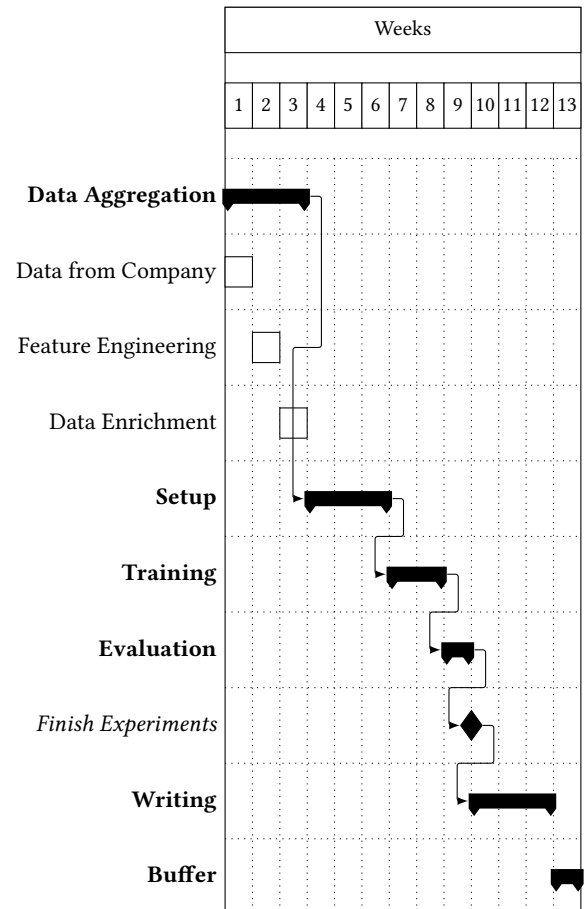 Weeks
1 2 3 4 5 6 7 8 9 10 11 12 13
Data Aggregation
Data from Company
Feature Engineering
Data Enrichment
Setup
Training
Evaluation
Finish Experiments
Writing
Buffer